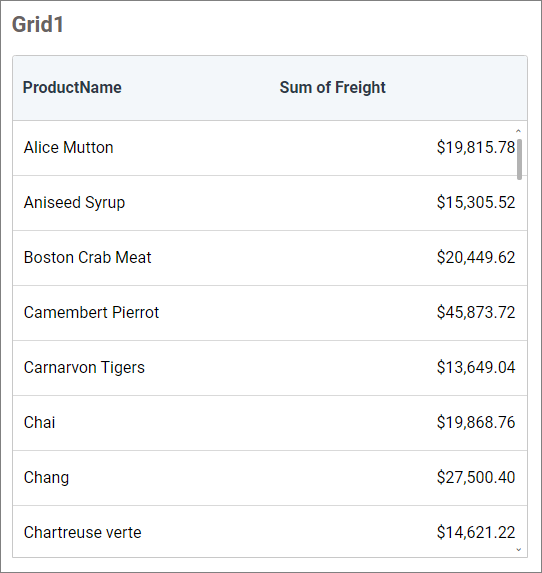 Grid1
ProductName Sum of Freight
Alice Mutton $19,815.78
Aniseed Syrup $15,305.52
Boston Crab Meat $20,449.62
Camembert Pierrot $45,873.72
Carnarvon Tigers $13,649.04
Chai $19,868.76
Chang $27,500.40
Chartreuse verte $14,621.22